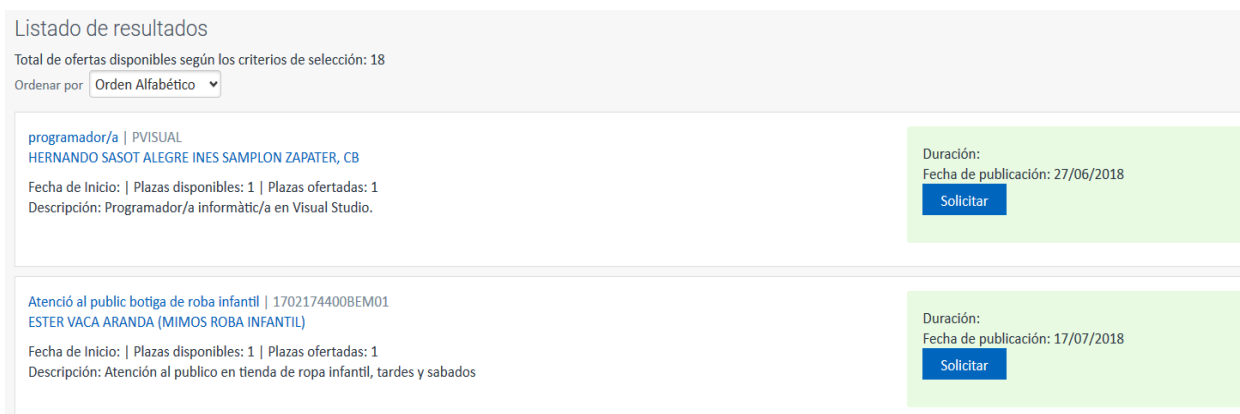 Listado de resultados
Total de ofertas disponibles según los criterios de selección: 18
Ordenar por Orden Alfabético
programador/a | PVISUAL
HERNANDO SASOT ALEGRE INES SAMPLON ZAPATER, CB
Fecha de Inicio: | Plazas disponibles: 1 | Plazas ofertadas: 1
Descripción: Programador/a informàtic/a en Visual Studio.
Duración:
Fecha de publicación: 27/06/2018
Solicitar
Atenció al public botiga de roba infantil | 1702174400BEM01
ESTER VACA ARANDA (MIMOS ROBA INFANTIL)
Fecha de Inicio: | Plazas disponibles: 1 | Plazas ofertadas: 1
Descripción: Atención al publico en tienda de ropa infantil, tardes y sabados
Duración:
Fecha de publicación: 17/07/2018
Solicitar